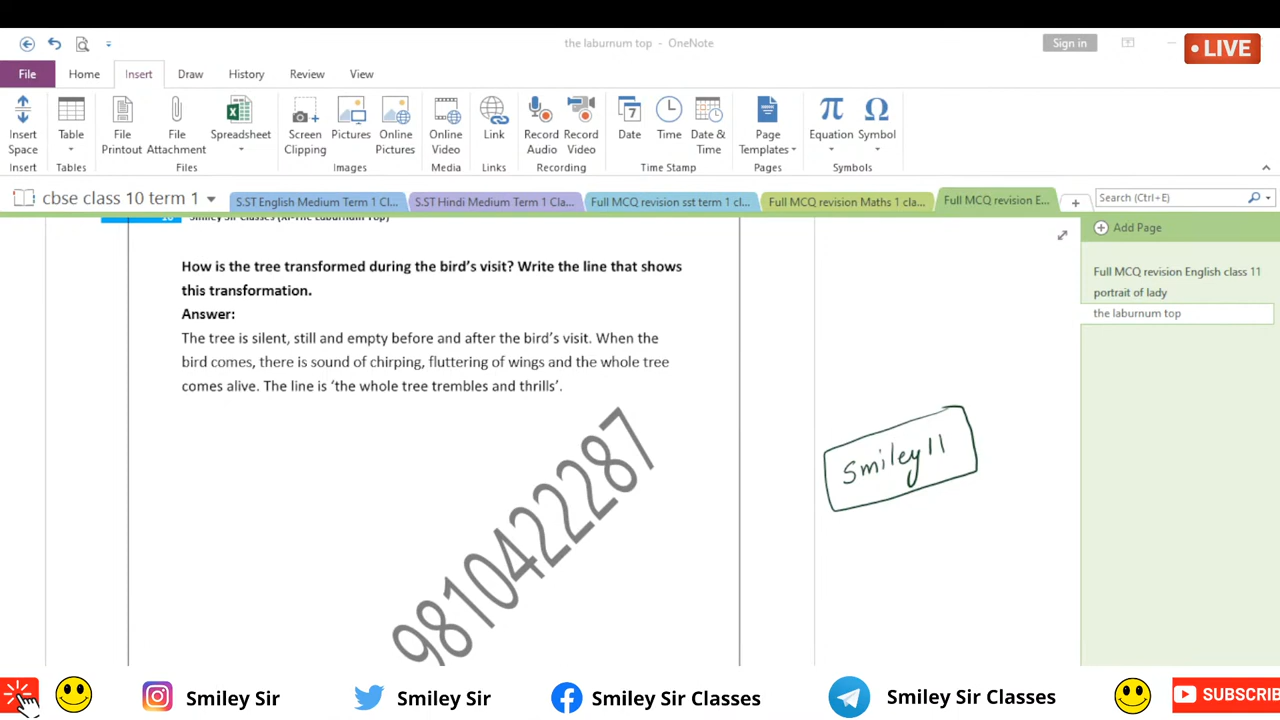 the laburnum top - OneNote
Sign in
• LIVE
File Home Insert Draw History Review View
Insert Space Table File Printout File Attachment Spreadsheet Screen Clipping Pictures Online Pictures Online Video Link Record Audio Record Video Date Time Date & Time Page Templates Equation Symbol
Insert Tables Files Images Media Links Recording Time Stamp Pages Symbols
cbse class 10 term 1
S.ST English Medium Term 1 Cl...
S.ST Hindi Medium Term 1 Cla...
Full MCQ revision sst term 1 cl...
Full MCQ revision Maths 1 cla...
Full MCQ revision E...
Search (Ctrl+E)
Smiley Sir Classes (XI-The Laburnum Top)
Add Page
Full MCQ revision English class 11
portrait of lady
the laburnum top
How is the tree transformed during the bird's visit? Write the line that shows
this transformation.
Answer:
The tree is silent, still and empty before and after the bird's visit. When the
bird comes, there is sound of chirping, fluttering of wings and the whole tree
comes alive. The line is 'the whole tree trembles and thrills'.
9810422287
Smiley11
Smiley Sir
Smiley Sir
Smiley Sir Classes
Smiley Sir Classes
SUBSCRIB